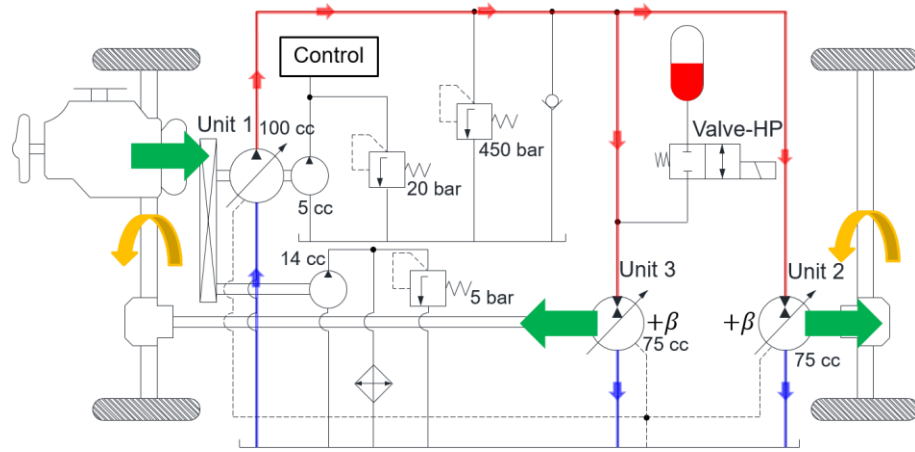 Control
Unit 1
100 cc
5 cc
20 bar
450 bar
Valve-HP
14 cc
5 bar
Unit 3
+β
75 cc
Unit 2
+β
75 cc